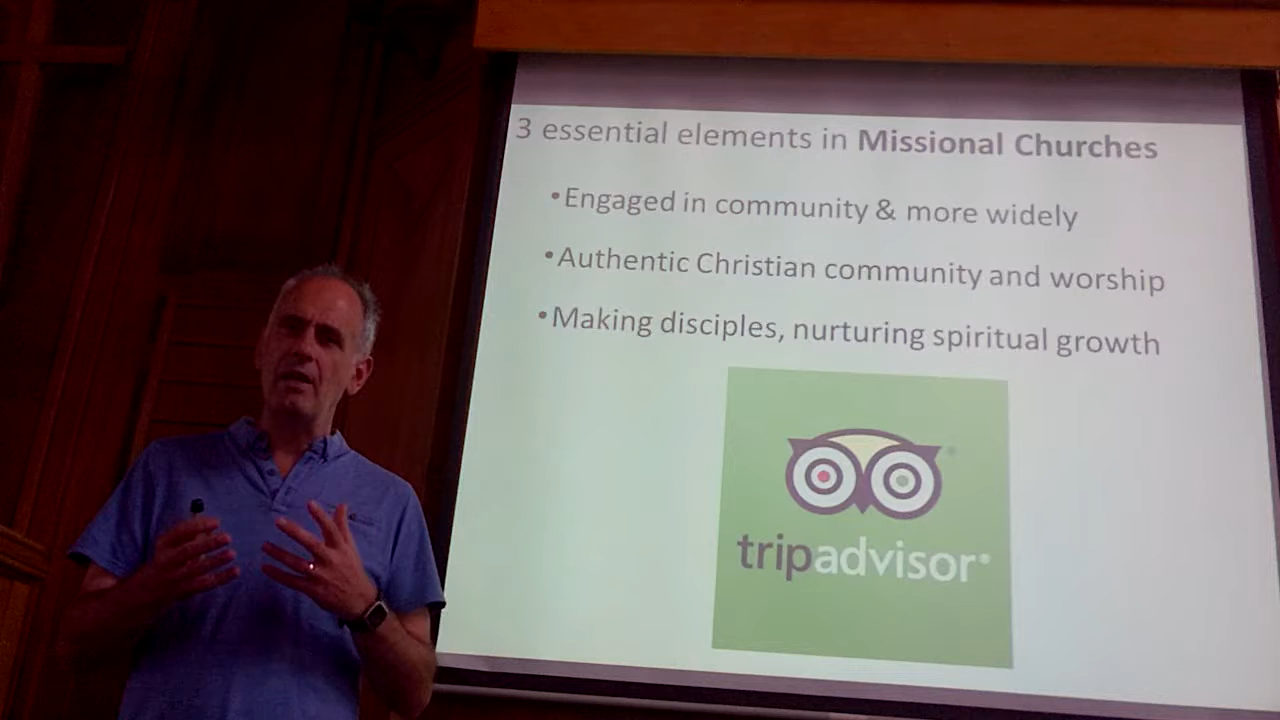 3 essential elements in Missional Churches
•Engaged in community & more widely
•Authentic Christian community and worship
•Making disciples, nurturing spiritual growth
tripadvisor®